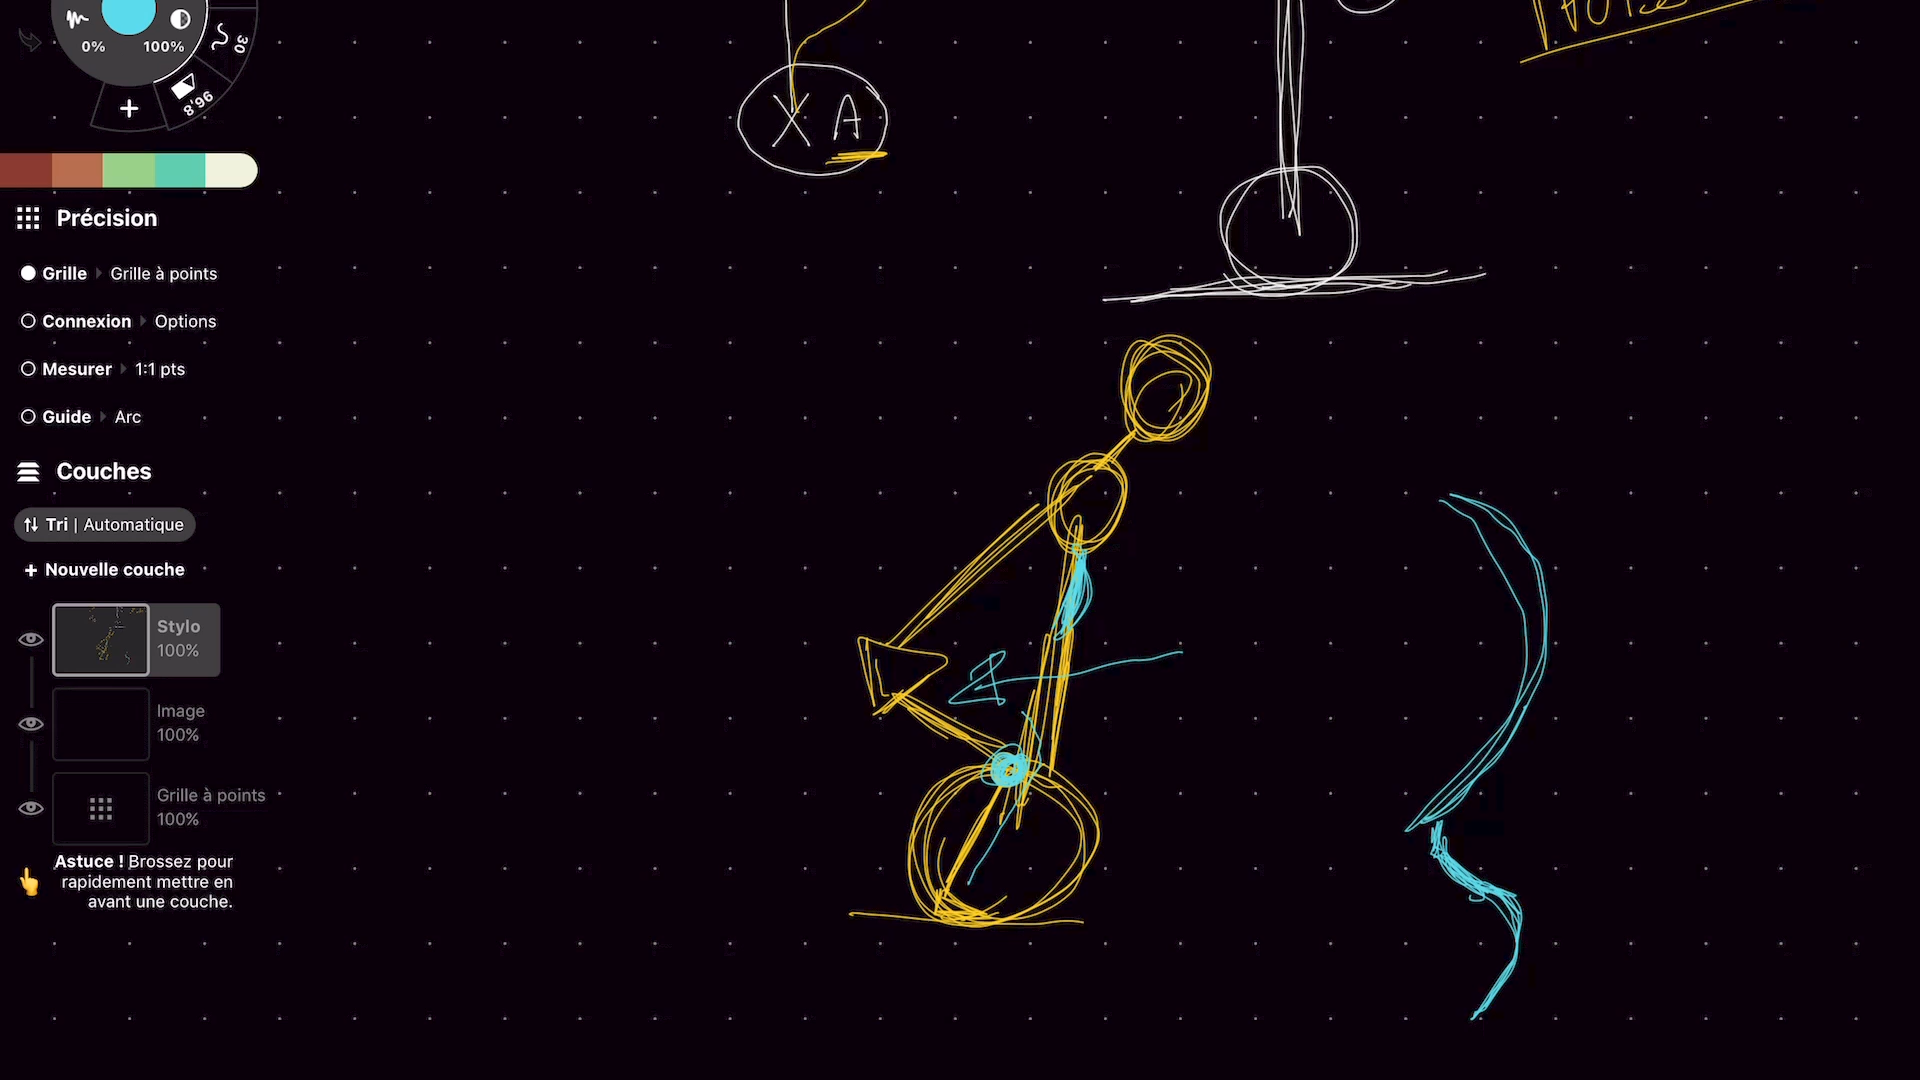 0% 100%
30
8,96
+
X A
Précision
Grille Grille à points
Connexion Options
Mesurer 1:1 pts
Guide Arc
Couches
Tri | Automatique
+ Nouvelle couche
Stylo
100%
Image
100%
Grille à points
100%
Astuce ! Brossez pour
rapidement mettre en
avant une couche.